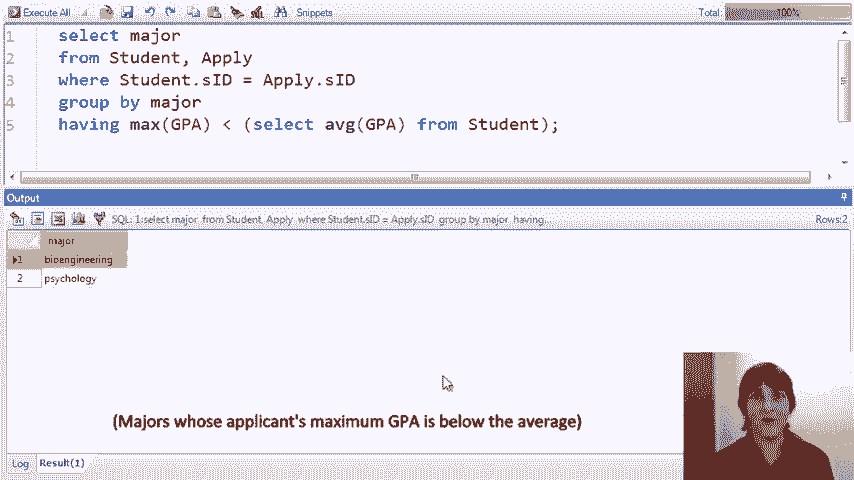 Execute All
Snippets
Total:
100%
1 select major
2 from Student, Apply
3 where Student.sID = Apply.sID
4 group by major
5 having max(GPA) < (select avg(GPA) from Student);
Output
SQL: 1:select major from Student, Apply where Student.sID = Apply.sID group by major having...
Rows:2
major
1 bioengineering
2 psychology
(Majors whose applicant's maximum GPA is below the average)
Log Result(1)